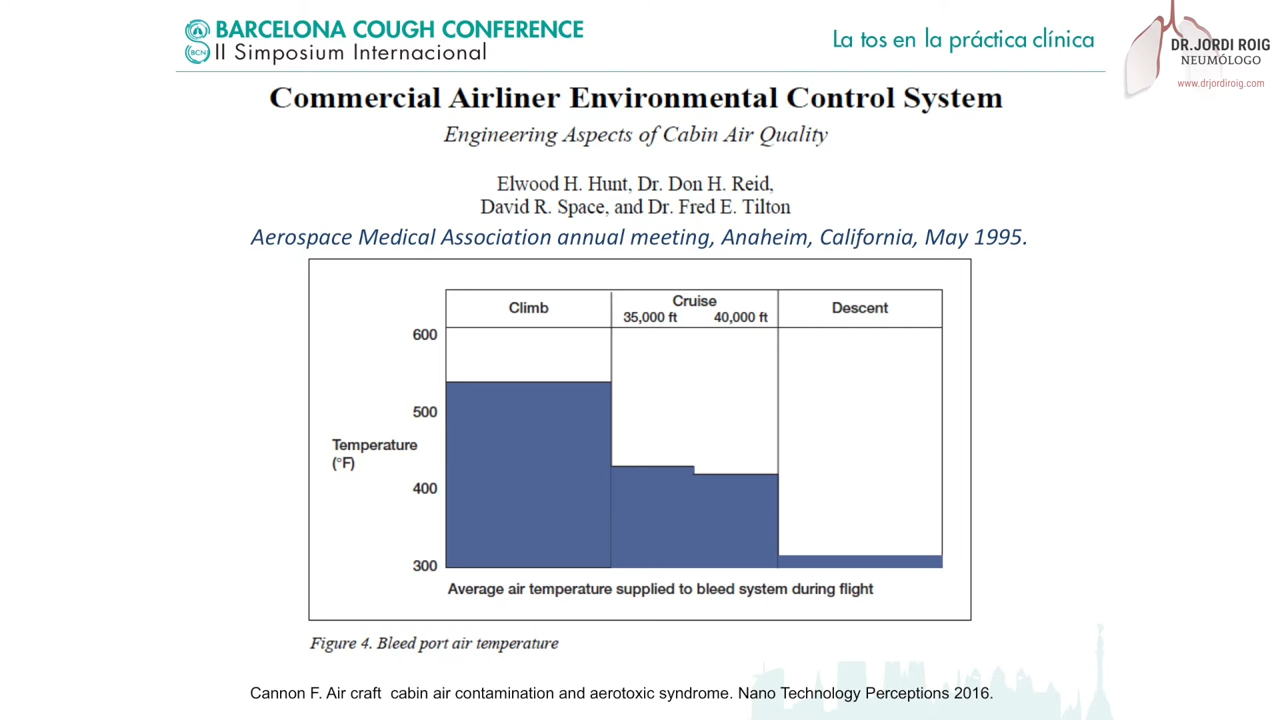 BARCELONA COUGH CONFERENCE
II Simposium Internacional
BCN
La tos en la práctica clínica
DR.JORDI ROIG
NEUMÓLOGO
www.drjordiroig.com
Commercial Airliner Environmental Control System
Engineering Aspects of Cabin Air Quality
Elwood H. Hunt, Dr. Don H. Reid,
David R. Space, and Dr. Fred E. Tilton
Aerospace Medical Association annual meeting, Anaheim, California, May 1995.
Climb
Cruise
35,000 ft 40,000 ft
Descent
600
500
Temperature
(°F)
400
300
Average air temperature supplied to bleed system during flight
Figure 4. Bleed port air temperature
Cannon F. Air craft cabin air contamination and aerotoxic syndrome. Nano Technology Perceptions 2016.